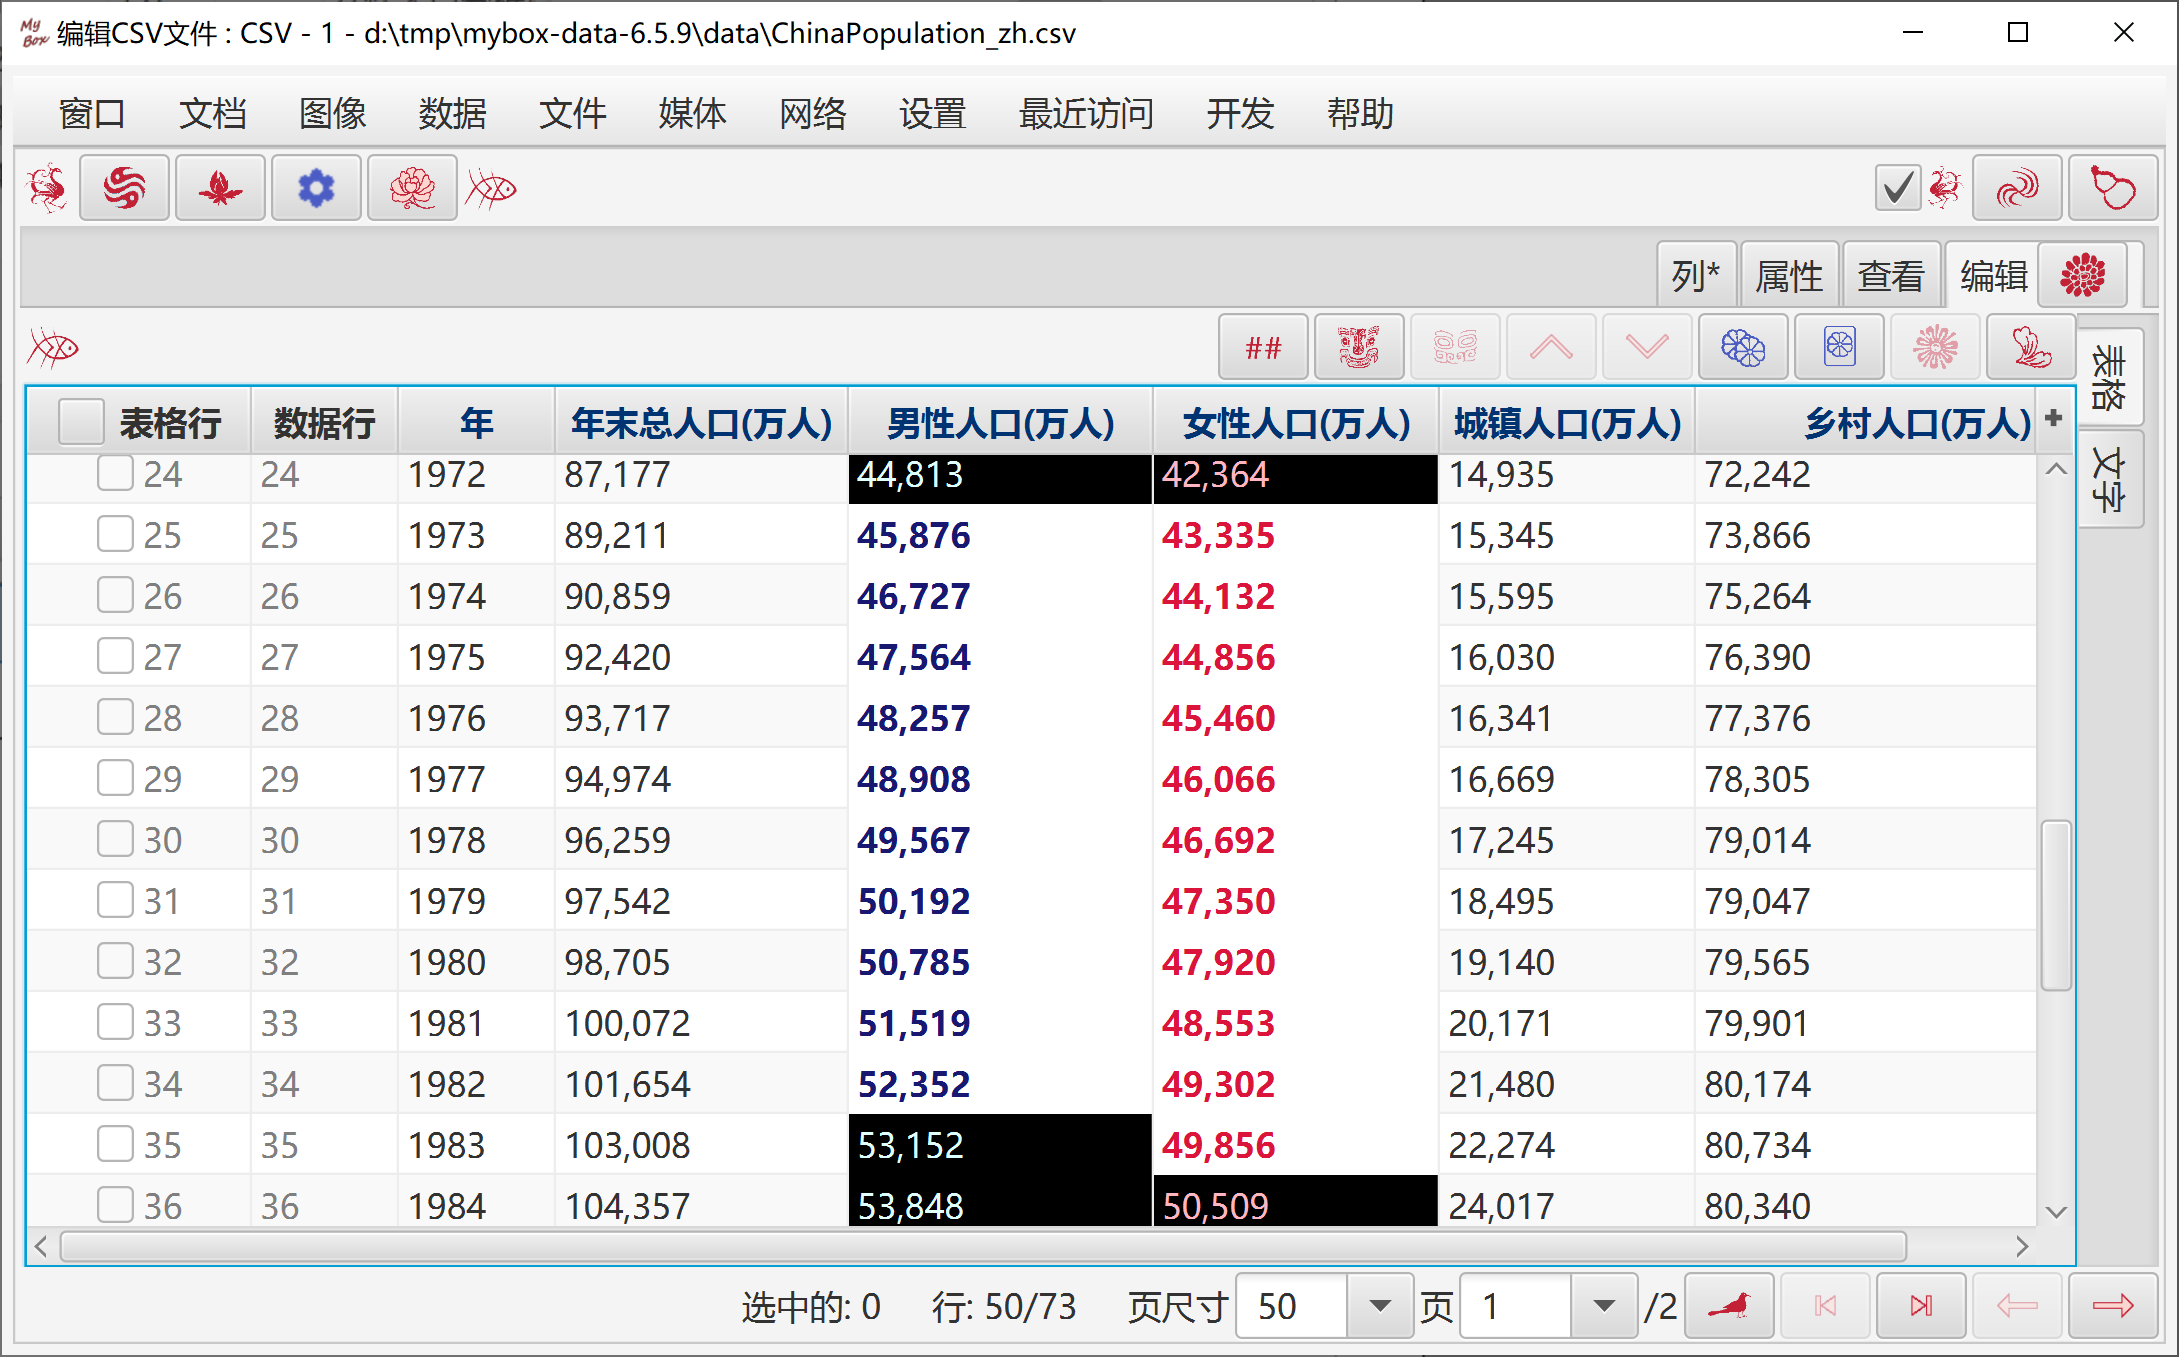 My Box 编辑CSV文件 : CSV - 1 - d:\tmp\mybox-data-6.5.9\data\ChinaPopulation_zh.csv
窗口 文档 图像 数据 文件 媒体 网络 设置 最近访问 开发 帮助
列* 属性 查看 编辑
##
表格
文字
表格行 数据行 年 年末总人口(万人) 男性人口(万人) 女性人口(万人) 城镇人口(万人) 乡村人口(万人) +
24 24 1972 87,177 44,813 42,364 14,935 72,242
25 25 1973 89,211 45,876 43,335 15,345 73,866
26 26 1974 90,859 46,727 44,132 15,595 75,264
27 27 1975 92,420 47,564 44,856 16,030 76,390
28 28 1976 93,717 48,257 45,460 16,341 77,376
29 29 1977 94,974 48,908 46,066 16,669 78,305
30 30 1978 96,259 49,567 46,692 17,245 79,014
31 31 1979 97,542 50,192 47,350 18,495 79,047
32 32 1980 98,705 50,785 47,920 19,140 79,565
33 33 1981 100,072 51,519 48,553 20,171 79,901
34 34 1982 101,654 52,352 49,302 21,480 80,174
35 35 1983 103,008 53,152 49,856 22,274 80,734
36 36 1984 104,357 53,848 50,509 24,017 80,340
选中的: 0 行: 50/73 页尺寸 50 页 1 /2